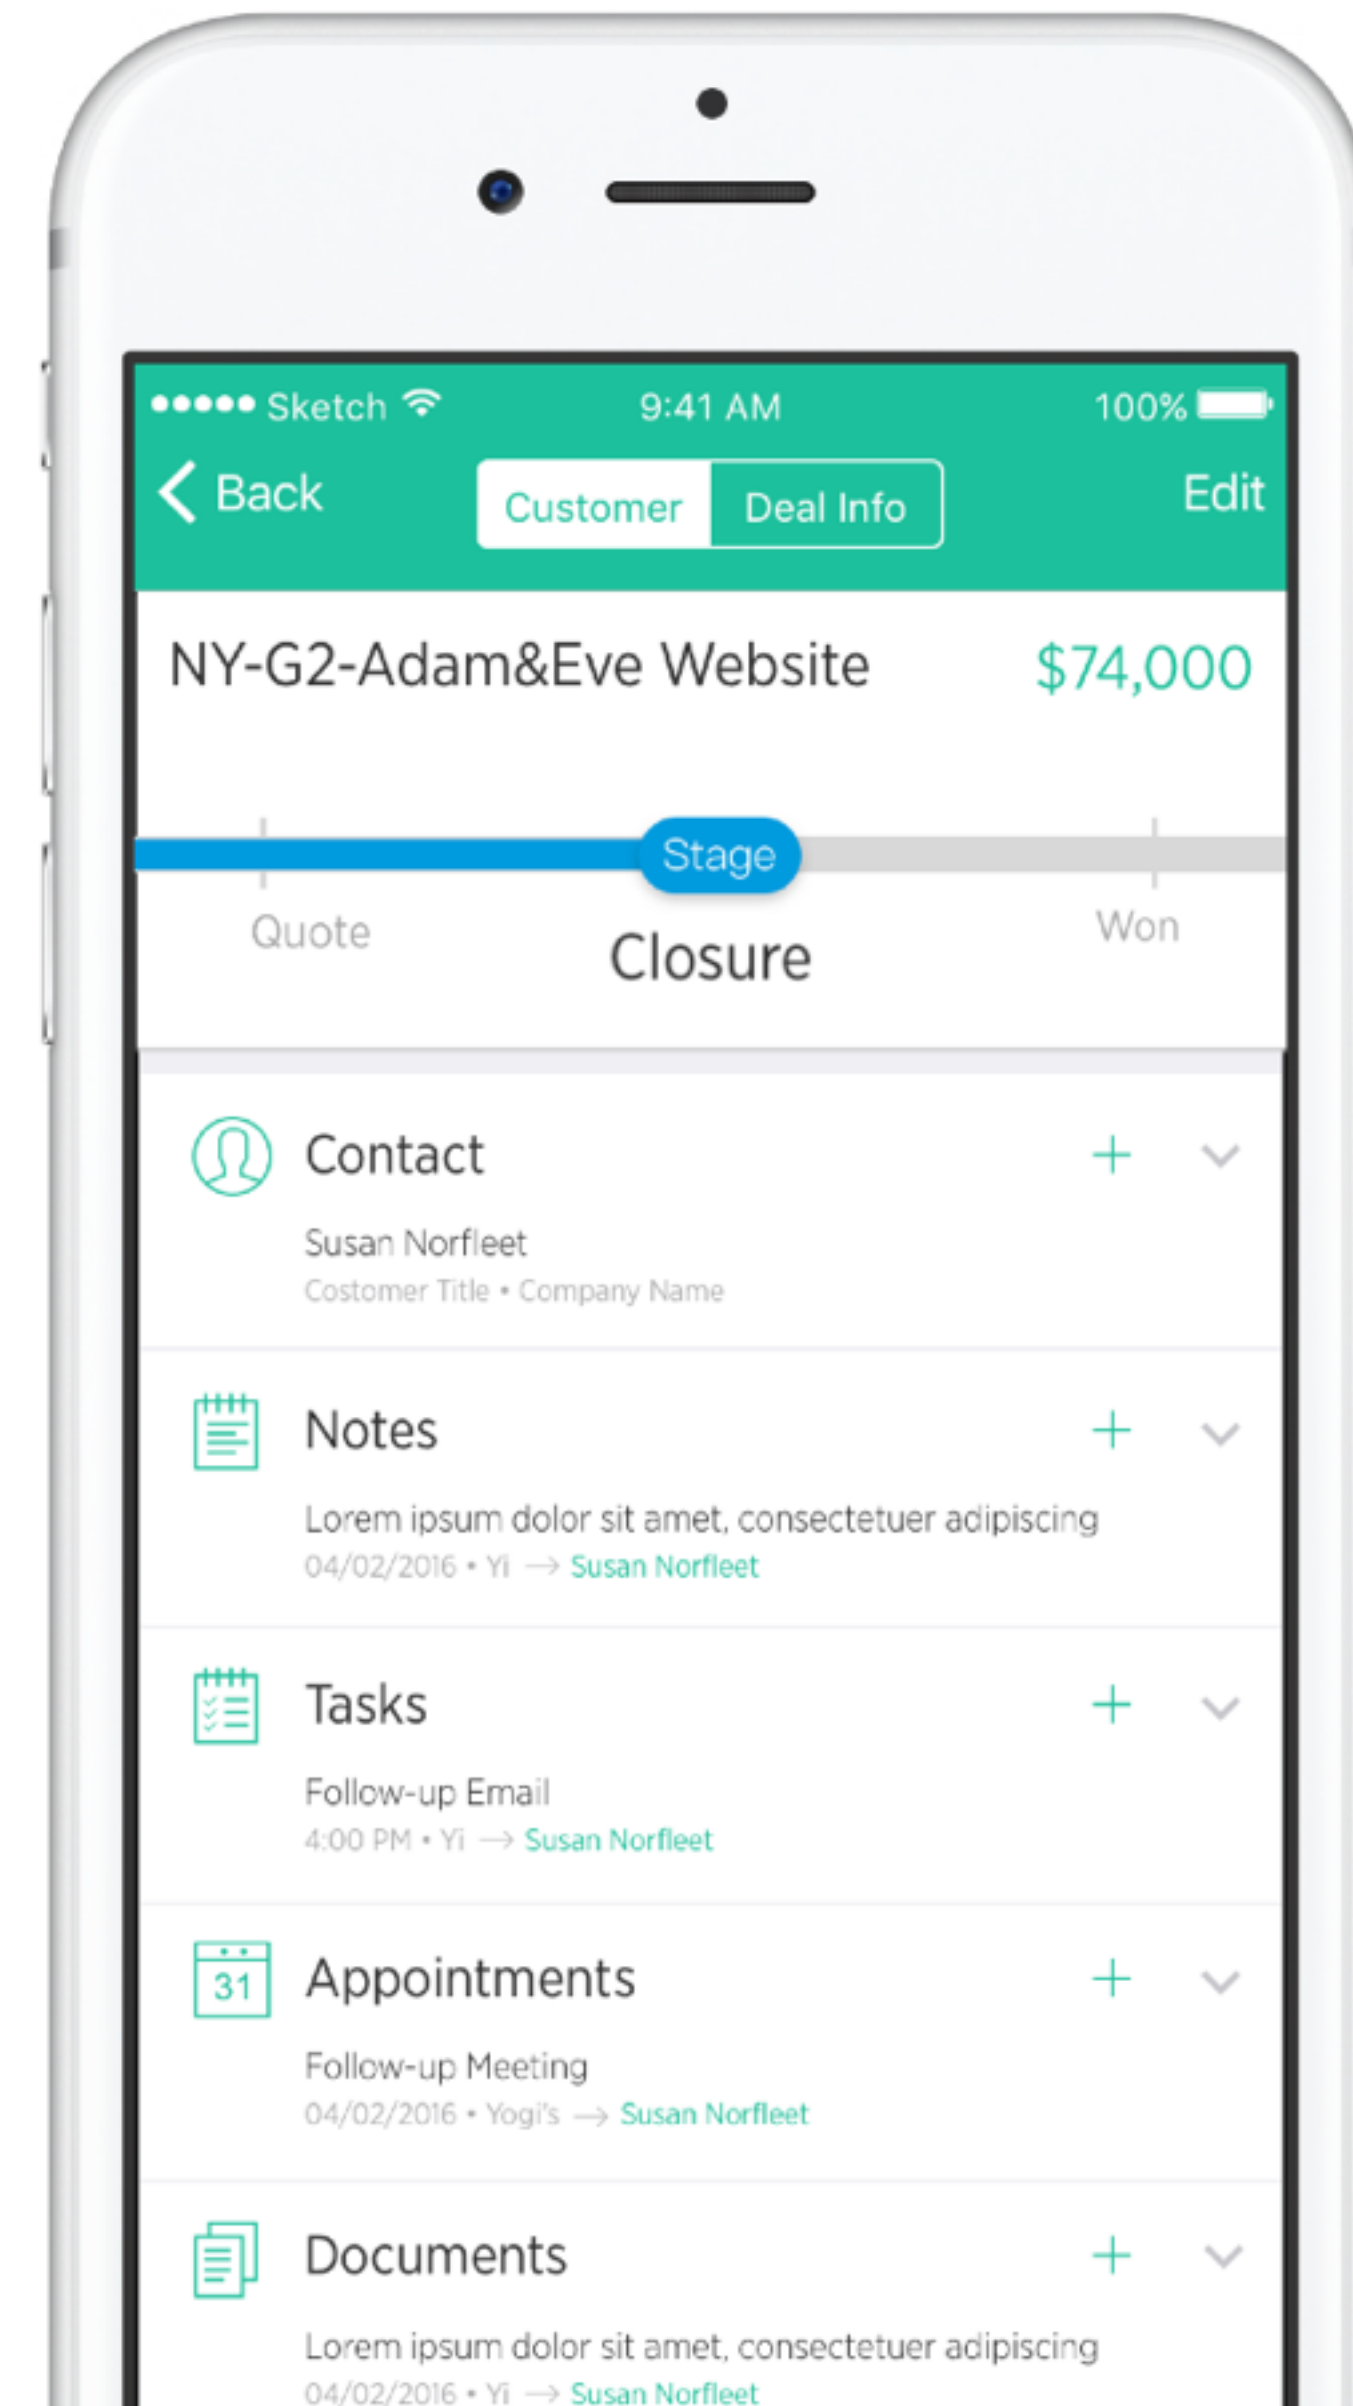 Sketch 9:41 AM 100%
Back Customer Deal Info Edit
NY-G2-Adam&Eve Website $74,000
Stage
Quote Closure Won
Contact
Susan Norfleet
Costomer Title • Company Name
Notes
Lorem ipsum dolor sit amet, consectetuer adipiscing
04/02/2016 • Yi → Susan Norfleet
Tasks
Follow-up Email
4:00 PM • Yi → Susan Norfleet
31 Appointments
Follow-up Meeting
04/02/2016 • Yogi's → Susan Norfleet
Documents
Lorem ipsum dolor sit amet, consectetuer adipiscing
04/02/2016 • Yi → Susan Norfleet